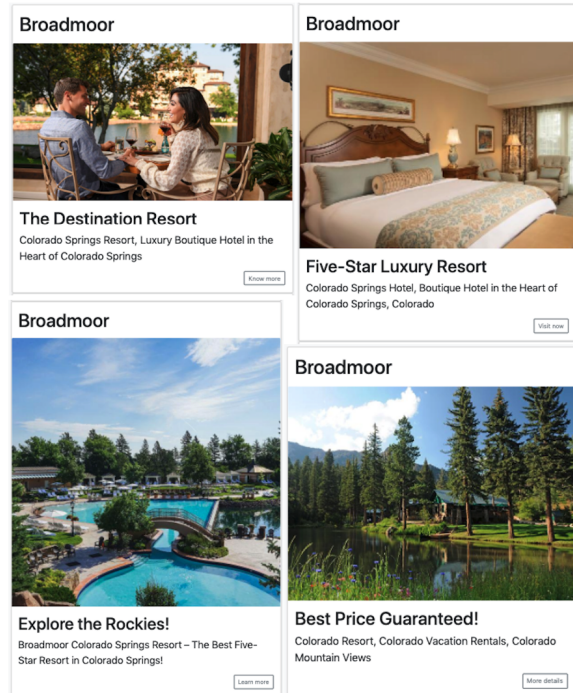 Broadmoor
The Destination Resort
Colorado Springs Resort, Luxury Boutique Hotel in the
Heart of Colorado Springs
Know more
Broadmoor
Five-Star Luxury Resort
Colorado Springs Hotel, Boutique Hotel in the Heart of
Colorado Springs, Colorado
Visit now
Broadmoor
Explore the Rockies!
Broadmoor Colorado Springs Resort – The Best Five-
Star Resort in Colorado Springs!
Learn more
Broadmoor
Best Price Guaranteed!
Colorado Resort, Colorado Vacation Rentals, Colorado
Mountain Views
More details